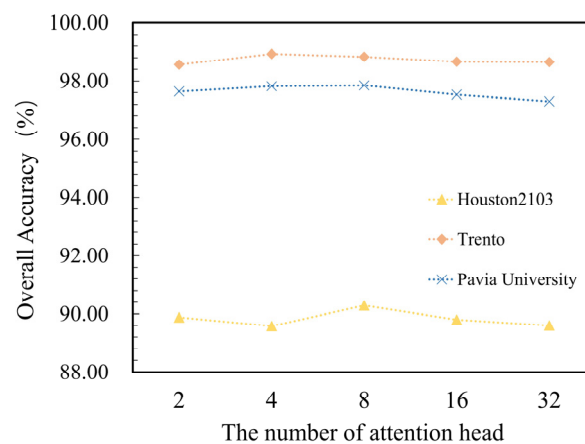 100.00
98.00
96.00
94.00
92.00
90.00
88.00
Overall Accuracy (%)
Houston2103
Trento
Pavia University
2 4 8 16 32
The number of attention head